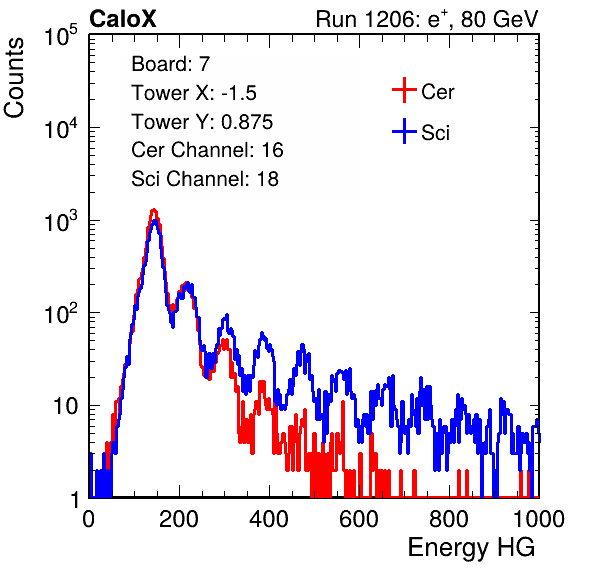 CaloX Run 1206: e⁺, 80 GeV
Counts
10⁵
10⁴
10³
10²
10
1
Board: 7
Tower X: -1.5
Tower Y: 0.875
Cer Channel: 16
Sci Channel: 18
Cer
Sci
0 200 400 600 800 1000
Energy HG